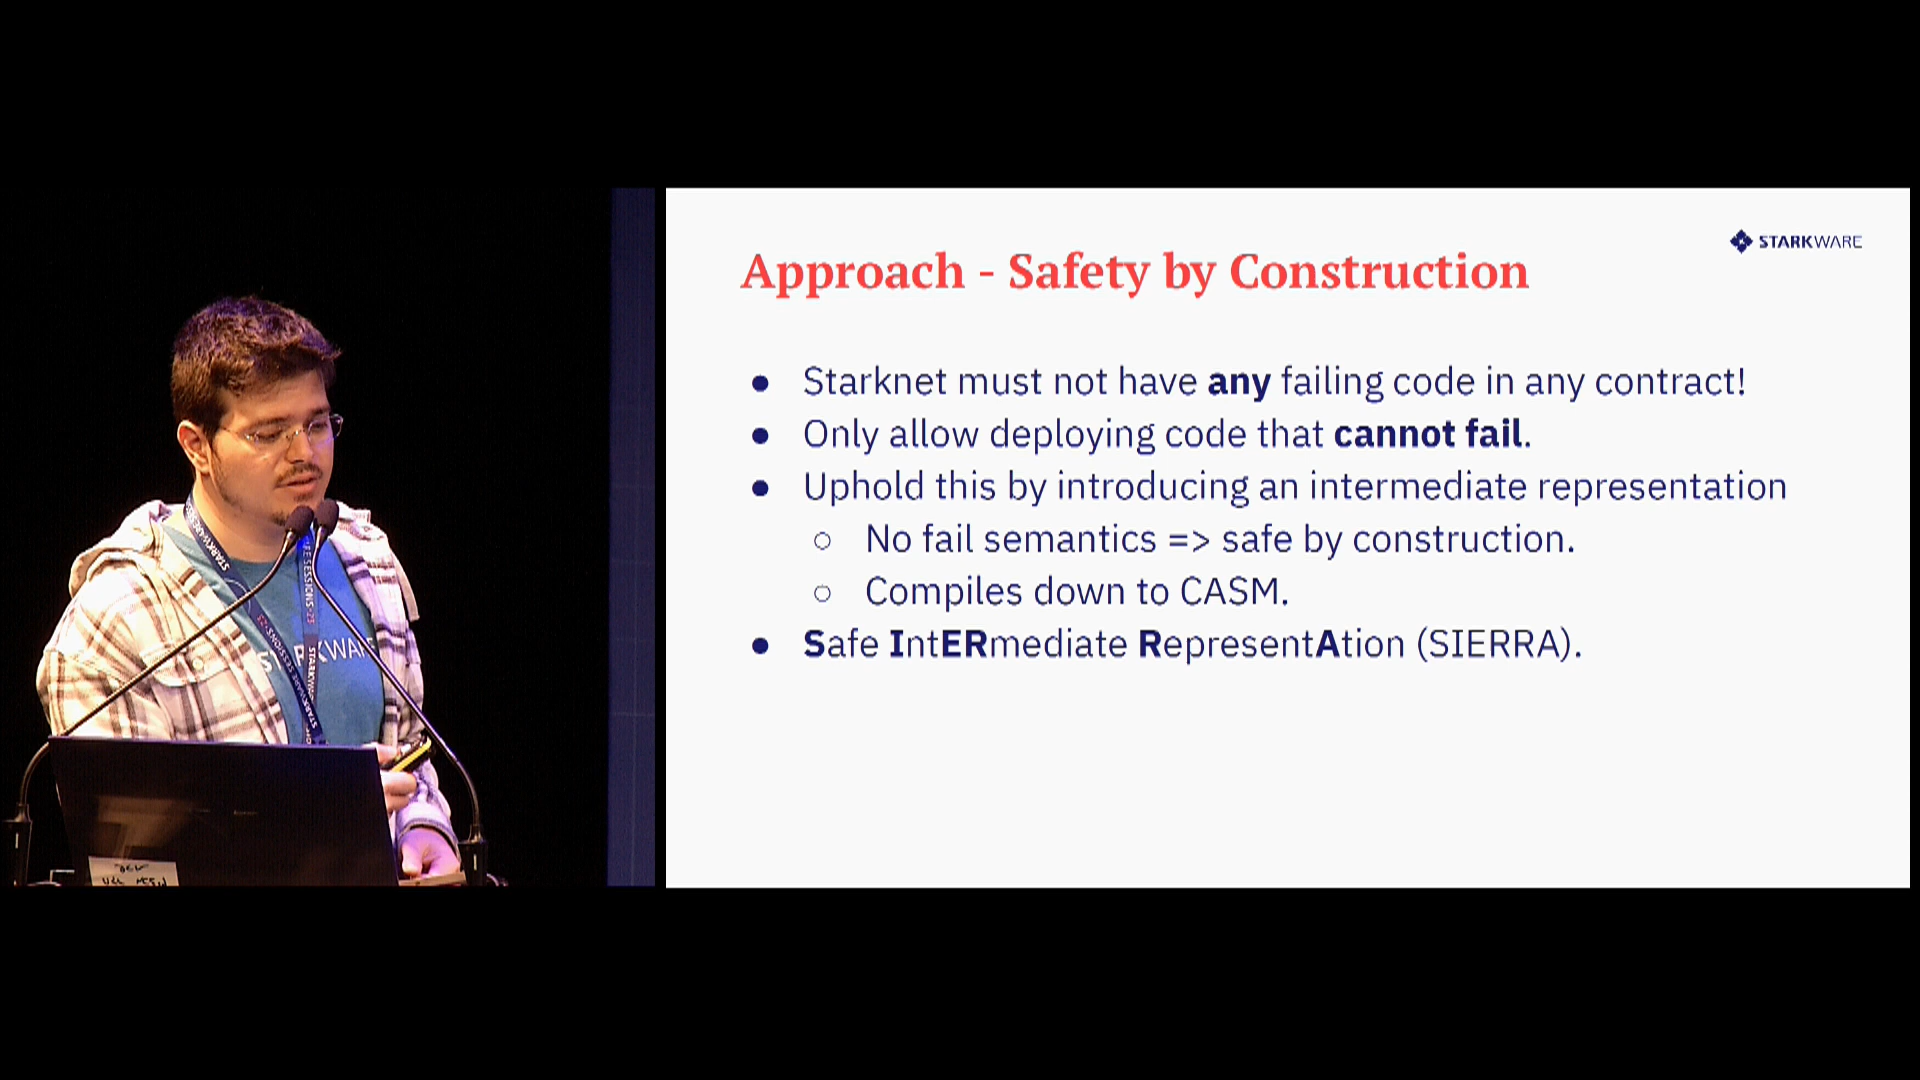 STARKWARE
Approach - Safety by Construction
● Starknet must not have any failing code in any contract!
● Only allow deploying code that cannot fail.
● Uphold this by introducing an intermediate representation
○ No fail semantics => safe by construction.
○ Compiles down to CASM.
● Safe IntERmediate RepresentAtion (SIERRA).
STARKWARE